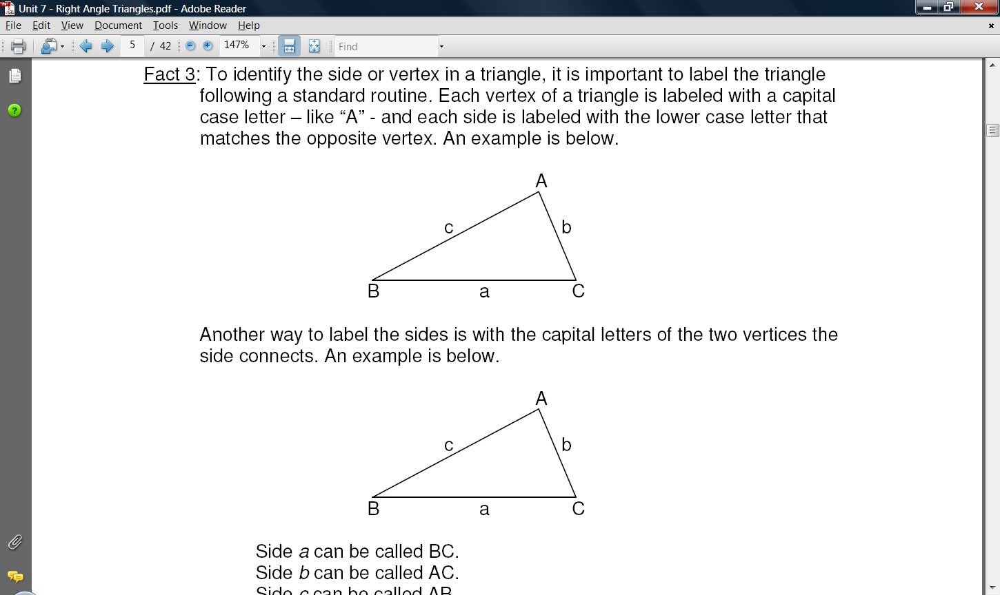 Unit 7 - Right Angle Triangles.pdf - Adobe Reader
File Edit View Document Tools Window Help
5 / 42 147% Find
Fact 3: To identify the side or vertex in a triangle, it is important to label the triangle
following a standard routine. Each vertex of a triangle is labeled with a capital
case letter – like “A” - and each side is labeled with the lower case letter that
matches the opposite vertex. An example is below.
A
c b
B a C
Another way to label the sides is with the capital letters of the two vertices the
side connects. An example is below.
A
c b
B a C
Side a can be called BC.
Side b can be called AC.
Side c can be called AB